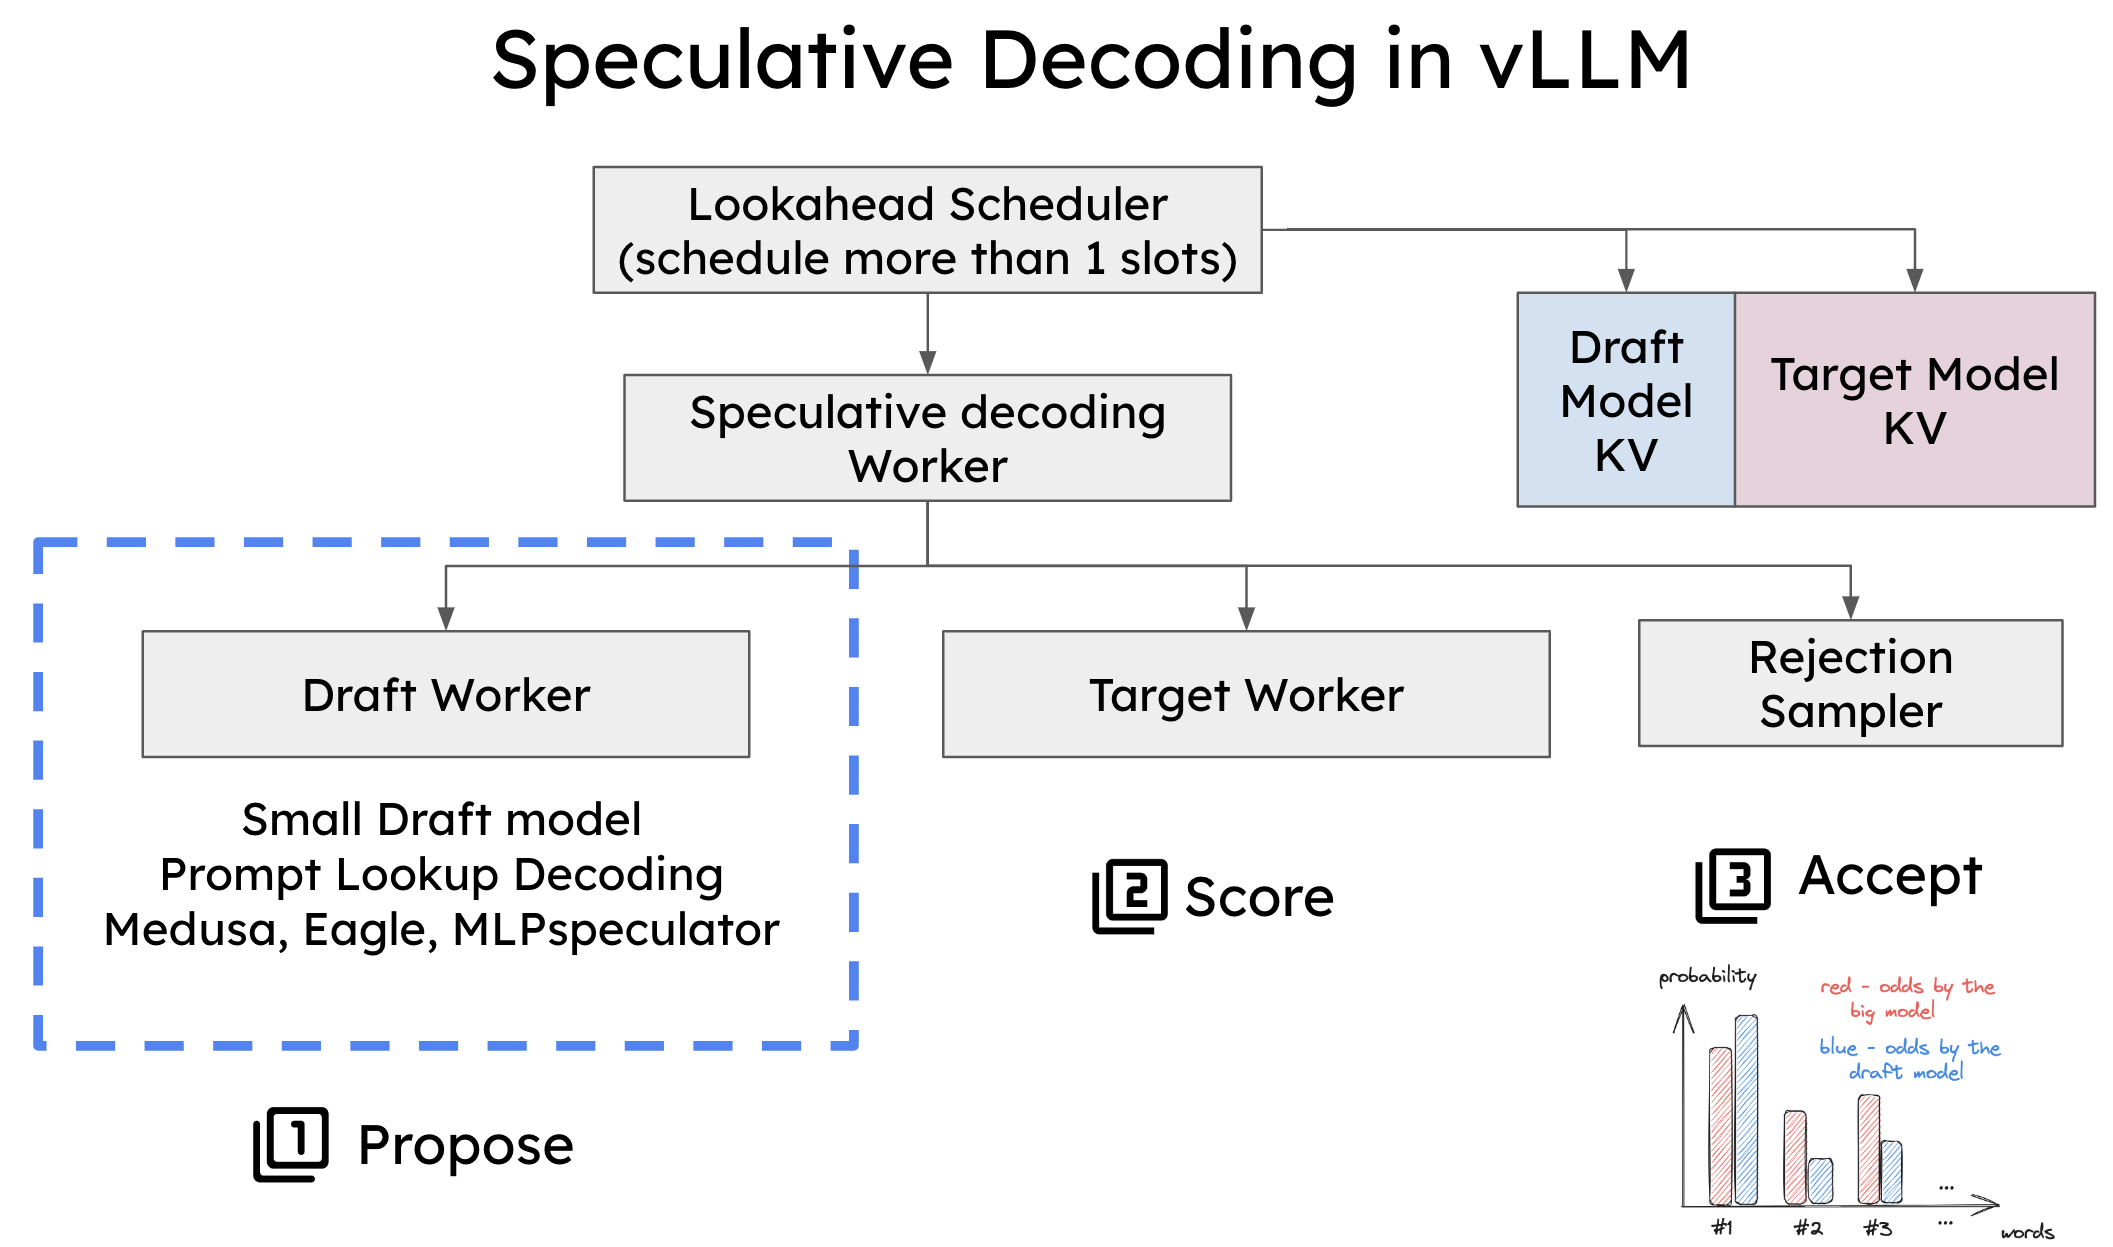 Speculative Decoding in vLLM
Lookahead Scheduler
(schedule more than 1 slots)
Draft
Model
KV
Target Model
KV
Speculative decoding
Worker
Draft Worker
Target Worker
Rejection
Sampler
Small Draft model
Prompt Lookup Decoding
Medusa, Eagle, MLPspeculator
1 Propose
2 Score
3 Accept
probability
red - odds by the
big model
blue - odds by the
draft model
...
#1 #2 #3 ...
words